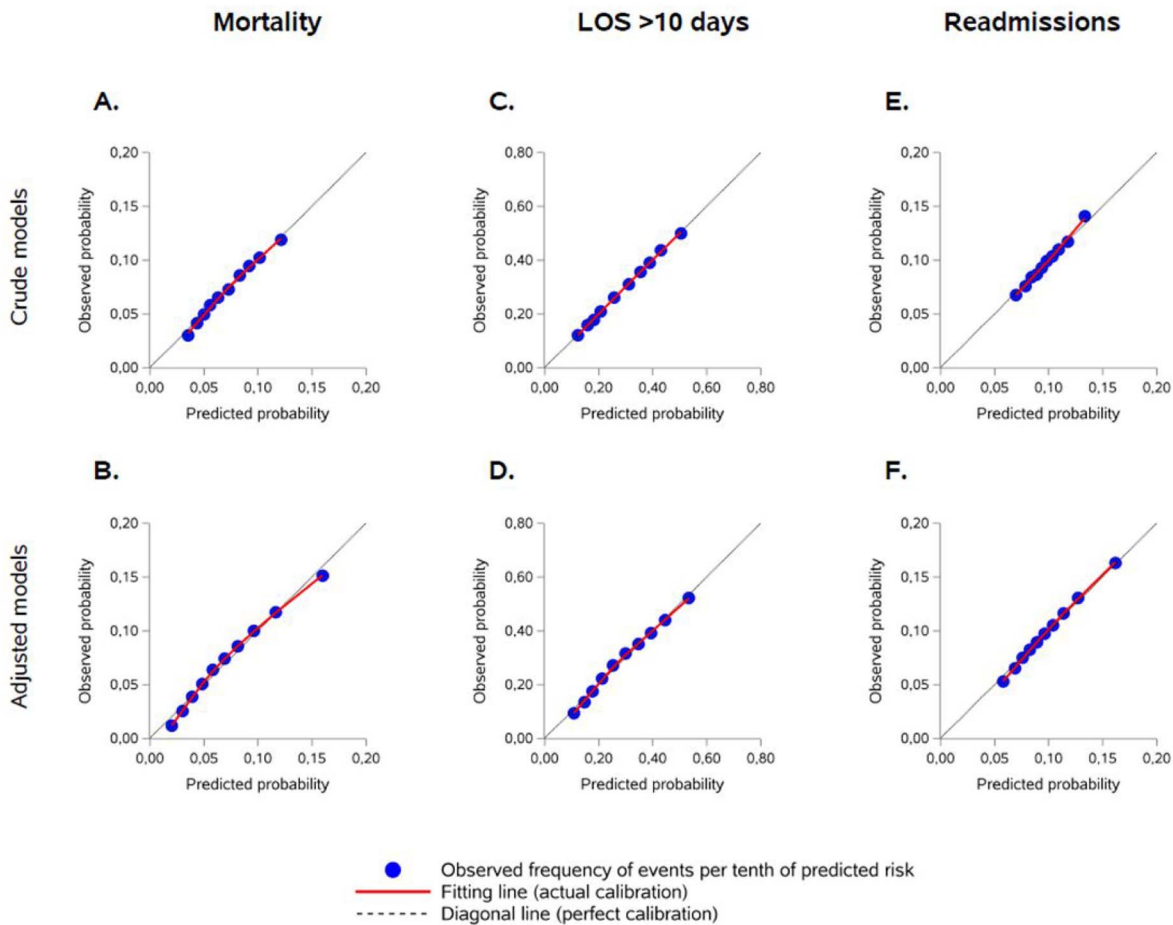 Mortality
LOS >10 days
Readmissions
Crude models
A.
0,20
0,15
0,10
0,05
0,00
Observed probability
0,00 0,05 0,10 0,15 0,20
Predicted probability
C.
0,80
0,60
0,40
0,20
0,00
Observed probability
0,00 0,20 0,40 0,60 0,80
Predicted probability
E.
0,20
0,15
0,10
0,05
0,00
Observed probability
0,00 0,05 0,10 0,15 0,20
Predicted probability
Adjusted models
B.
0,20
0,15
0,10
0,05
0,00
Observed probability
0,00 0,05 0,10 0,15 0,20
Predicted probability
D.
0,80
0,60
0,40
0,20
0,00
Observed probability
0,00 0,20 0,40 0,60 0,80
Predicted probability
F.
0,20
0,15
0,10
0,05
0,00
Observed probability
0,00 0,05 0,10 0,15 0,20
Predicted probability
Observed frequency of events per tenth of predicted risk
Fitting line (actual calibration)
Diagonal line (perfect calibration)